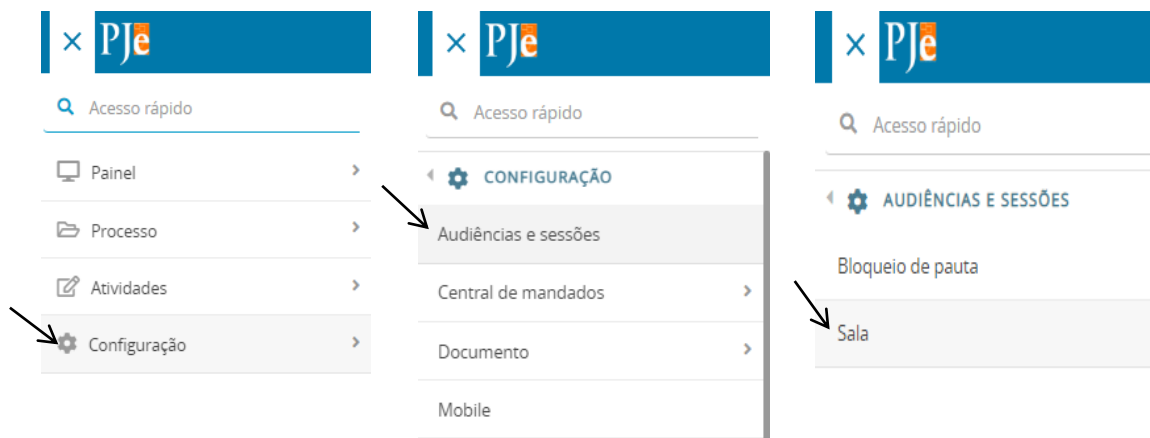 × PJe
Acesso rápido
Painel
Processo
Atividades
Configuração
× PJe
Acesso rápido
CONFIGURAÇÃO
Audiências e sessões
Central de mandados
Documento
Mobile
× PJe
Acesso rápido
AUDIÊNCIAS E SESSÕES
Bloqueio de pauta
Sala